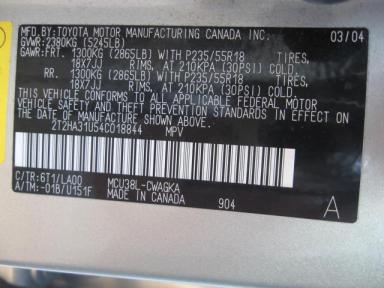 MFD BY: TOYOTA MOTOR MANUFACTURING CANADA INC. 03/04
GVWR: 2380KG (5245LB)
GAWR: FRT. 1300KG (2865LB) WITH P235/55R18 TIRES,
18X7JJ RIMS, AT 210KPA (30PSI) COLD
RR. 1300KG (2865LB) WITH P235/55R18 TIRES,
18X7JJ RIMS, AT 210KPA (30PSI) COLD
THIS VEHICLE CONFORMS TO ALL APPLICABLE FEDERAL MOTOR
VEHICLE SAFETY STANDARDS IN EFFECT
ON THE DATE OF MANUFACTURE SHOWN ABOVE.
2T2HA31U54C018844 MPV
C/TR: 6T1/LA00 MCU38L-CWAGKA
A/TM: -01B/U151F MADE IN CANADA 904 A